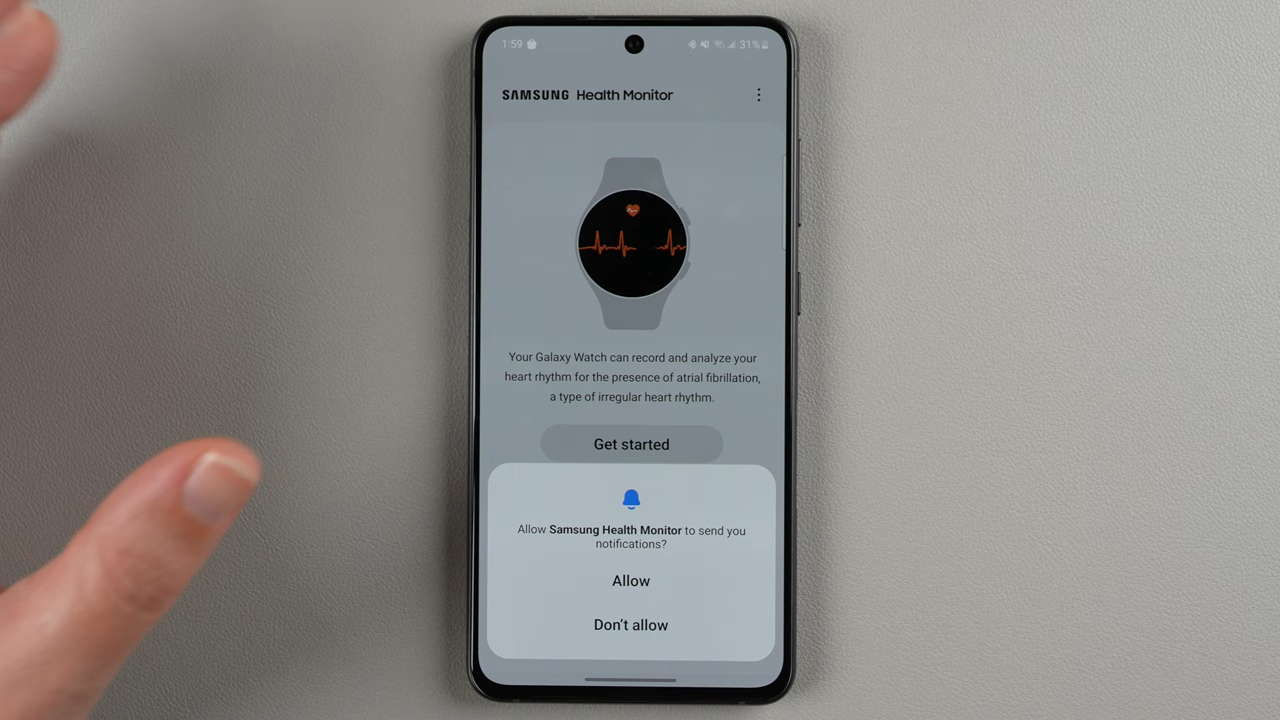 1:59 31%
SAMSUNG Health Monitor
Your Galaxy Watch can record and analyze your
heart rhythm for the presence of atrial fibrillation,
a type of irregular heart rhythm.
Get started
Allow Samsung Health Monitor to send you
notifications?
Allow
Don't allow